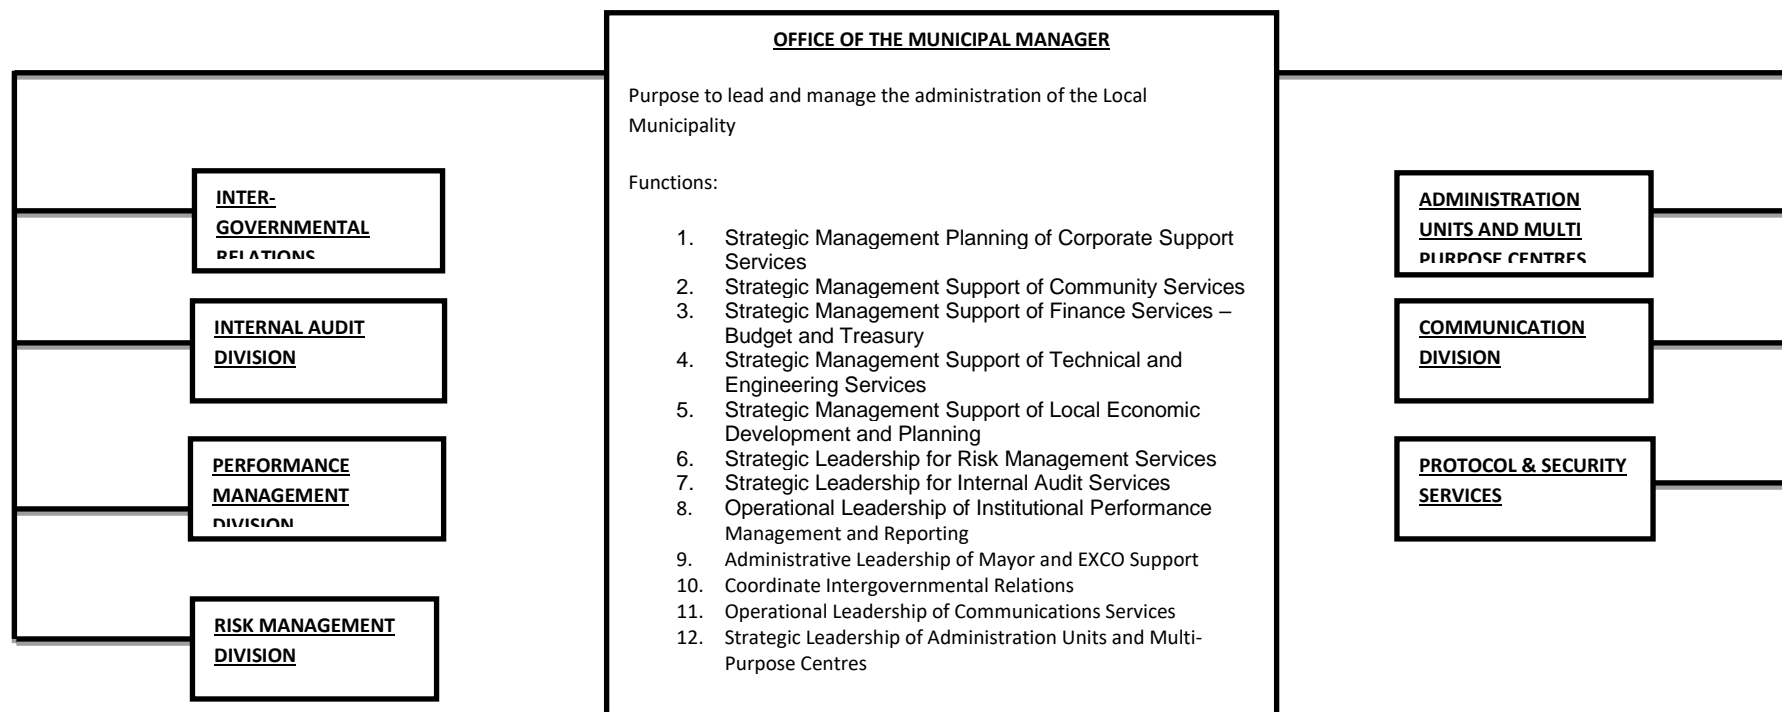 OFFICE OF THE MUNICIPAL MANAGER
Purpose to lead and manage the administration of the Local
Municipality
Functions:
1. Strategic Management Planning of Corporate Support
Services
2. Strategic Management Support of Community Services
3. Strategic Management Support of Finance Services –
Budget and Treasury
4. Strategic Management Support of Technical and
Engineering Services
5. Strategic Management Support of Local Economic
Development and Planning
6. Strategic Leadership for Risk Management Services
7. Strategic Leadership for Internal Audit Services
8. Operational Leadership of Institutional Performance
Management and Reporting
9. Administrative Leadership of Mayor and EXCO Support
10. Coordinate Intergovernmental Relations
11. Operational Leadership of Communications Services
12. Strategic Leadership of Administration Units and Multi-
Purpose Centres
INTER-
GOVERNMENTAL
RELATIONS
INTERNAL AUDIT
DIVISION
PERFORMANCE
MANAGEMENT
DIVISION
RISK MANAGEMENT
DIVISION
ADMINISTRATION
UNITS AND MULTI
PURPOSE CENTRES
COMMUNICATION
DIVISION
PROTOCOL & SECURITY
SERVICES